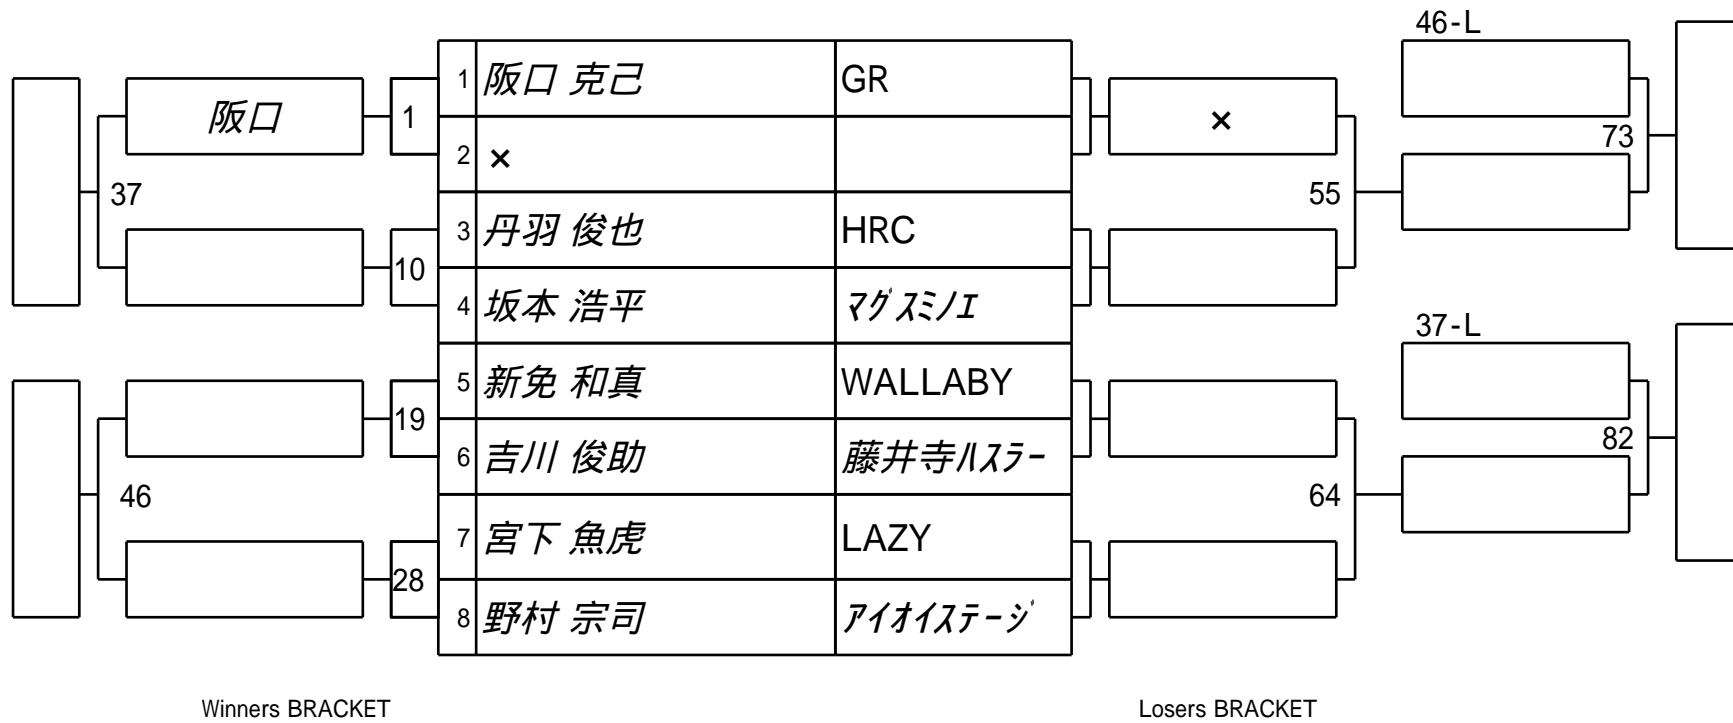 46-L
1 阪口 克己 GR
阪口 1 × 73
2 ×
37 55
3 丹羽 俊也 HRC
10
4 坂本 浩平 マグスミノエ
37-L
5 新免 和真 WALLABY
19 82
6 吉川 俊助 藤井寺ハスラー
46 64
7 宮下 魚虎 LAZY
28
8 野村 宗司 アイオイステージ
Winners BRACKET Losers BRACKET